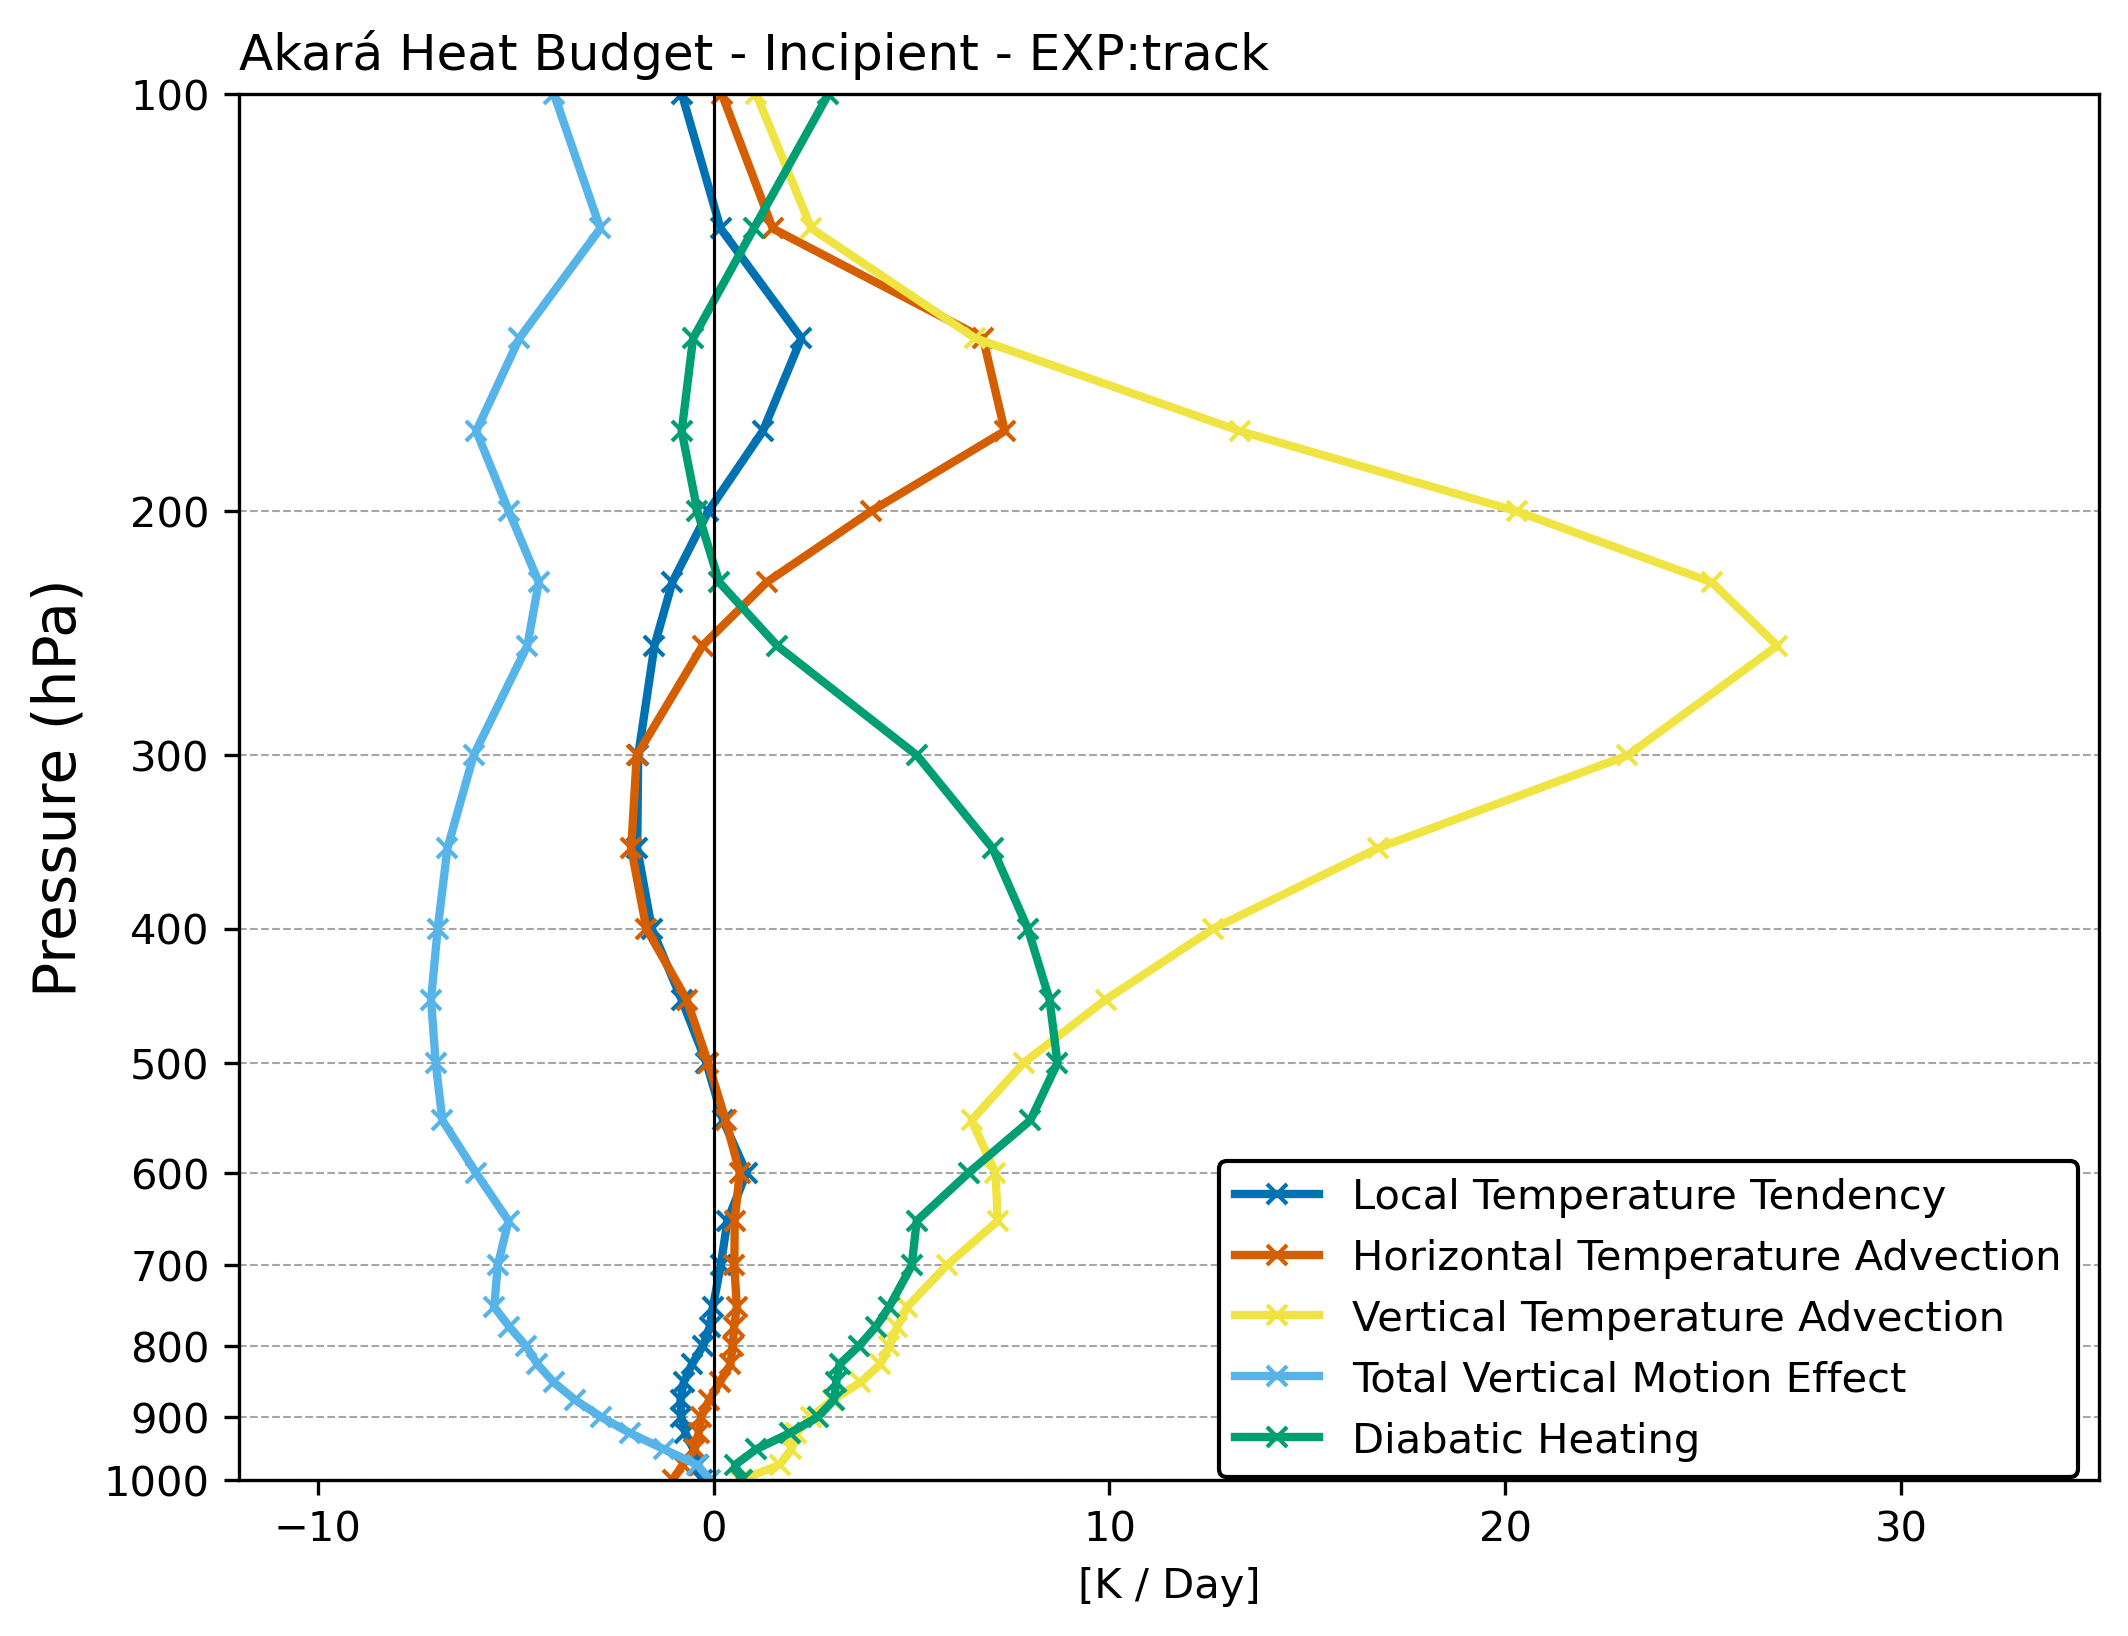 Akará Heat Budget - Incipient - EXP:track
100
200
300
400
500
600
700
800
900
1000
Pressure (hPa)
−10
0
10
20
30
[K / Day]
Local Temperature Tendency
Horizontal Temperature Advection
Vertical Temperature Advection
Total Vertical Motion Effect
Diabatic Heating